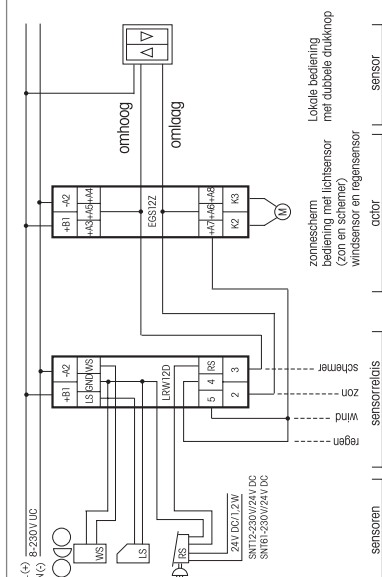 L(+)
N(-)
8-230 V UC
omhoog
omlaag
-A2
+B1
+A3
+A5
+A4
EGS12Z
+A7
+A6
+A8
K2
K3
M
Lokale bediening
met dubbele drukknop
zonnescherm
bediening met lichtsensor
(zon en schemer)
windsensor en regensensor
-A2
+B1
LS
GND
WS
LRW12D
5
4
RS
2
3
schemer
zon
wind
regen
WS
LS
RS
24V DC/1,2W
SNT12-230V/24V DC
SNT61-230V/24V DC
sensoren
sensorrelais
actor
sensor